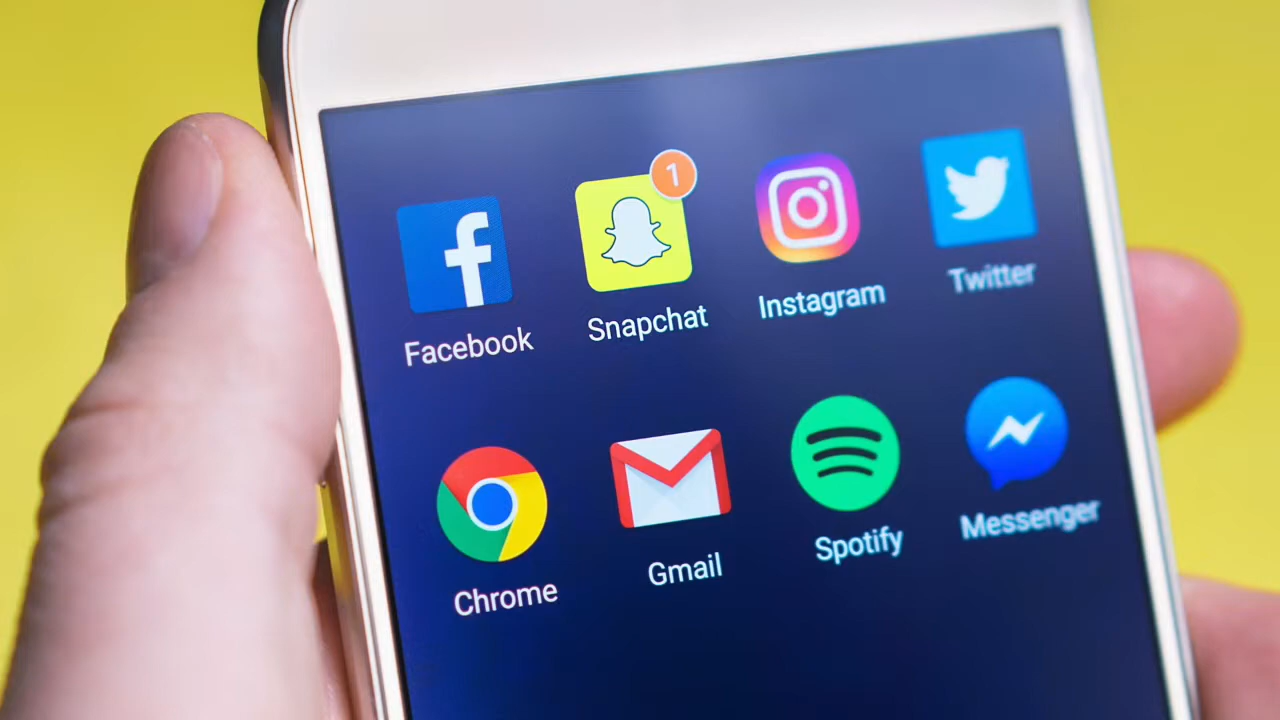 1
Facebook
Snapchat
Instagram
Twitter
Chrome
Gmail
Spotify
Messenger